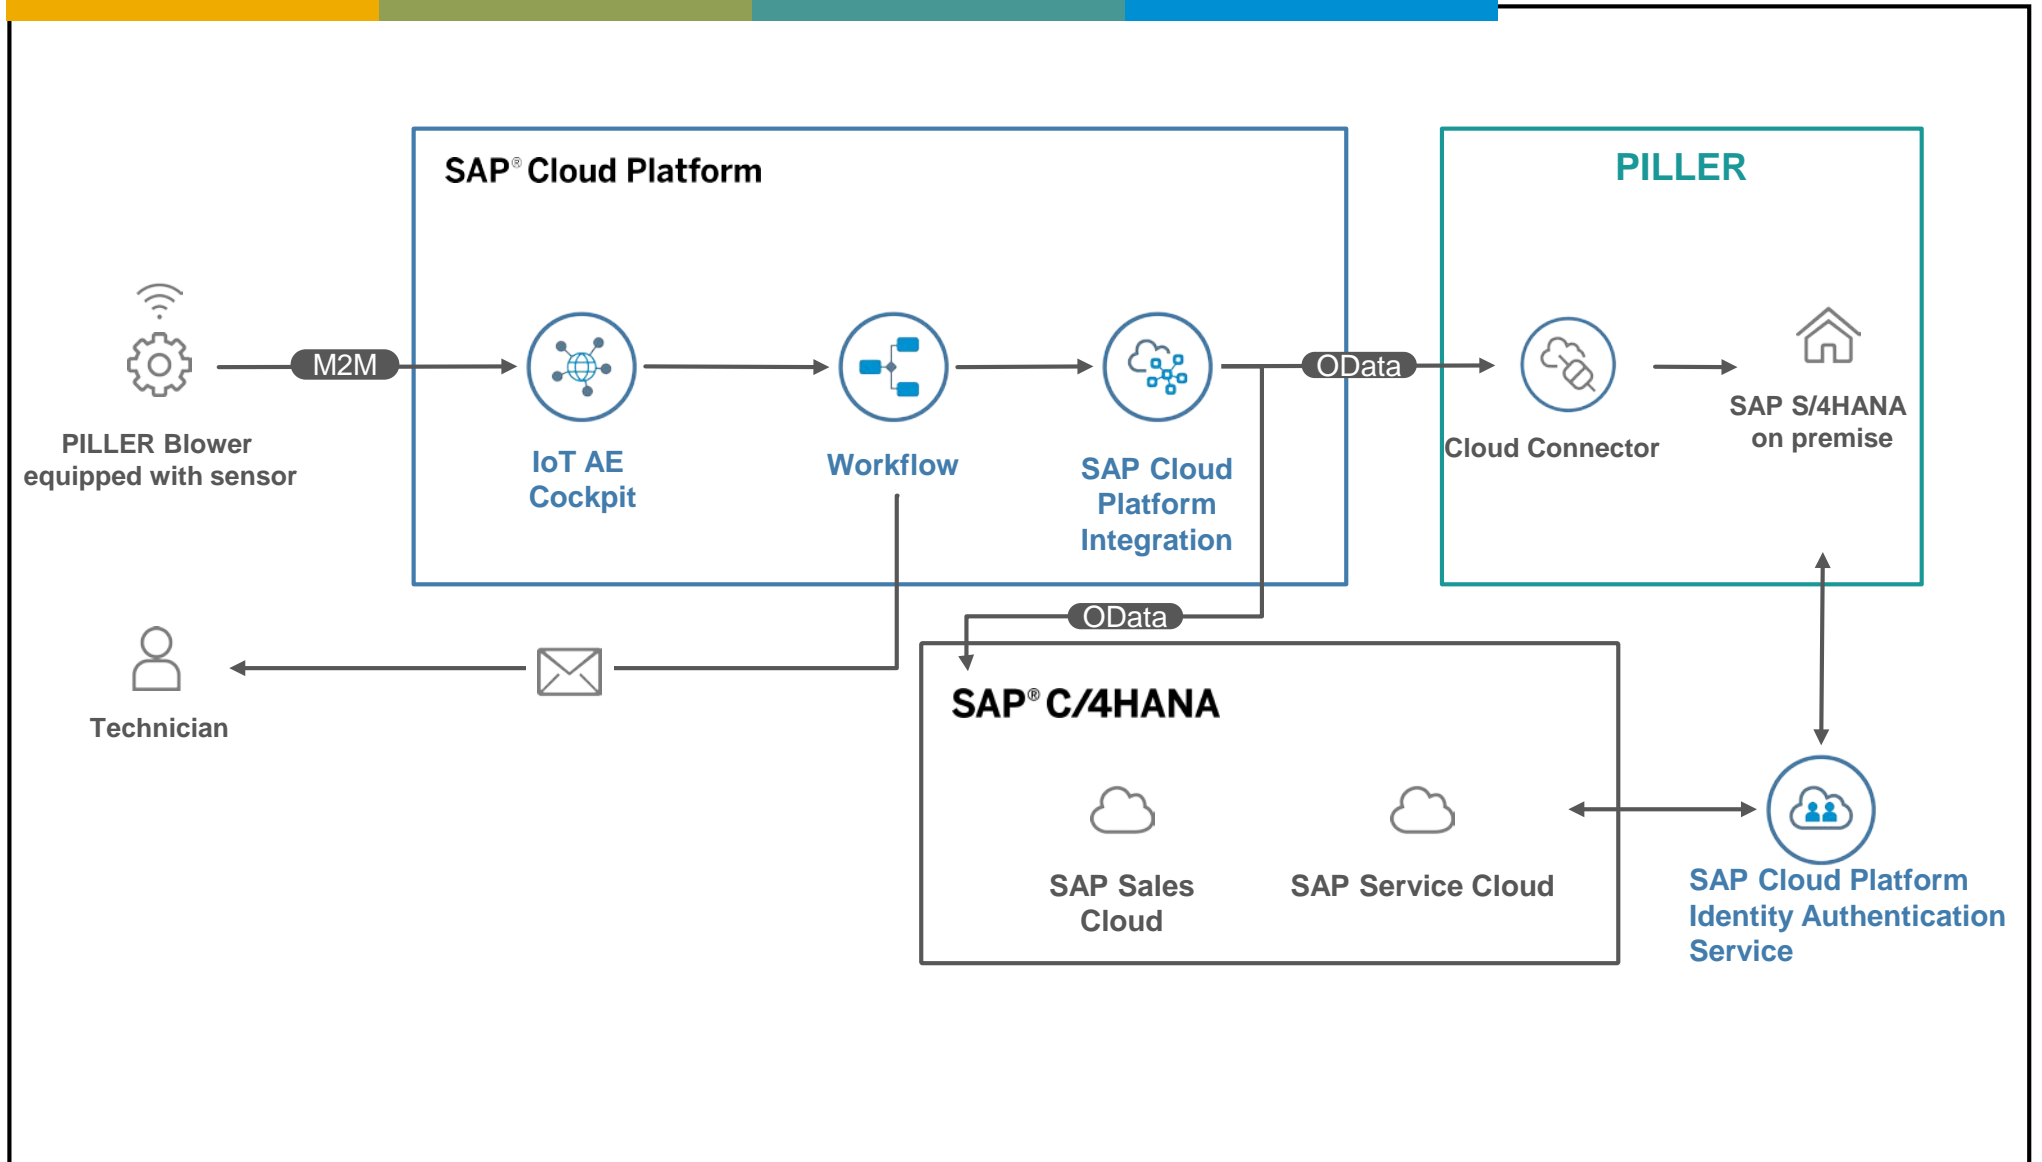 SAP® Cloud Platform
PILLER
M2M
OData
PILLER Blower
equipped with sensor
IoT AE
Cockpit
Workflow
SAP Cloud
Platform
Integration
Cloud Connector
SAP S/4HANA
on premise
OData
Technician
SAP® C/4HANA
SAP Sales
Cloud
SAP Service Cloud
SAP Cloud Platform
Identity Authentication
Service